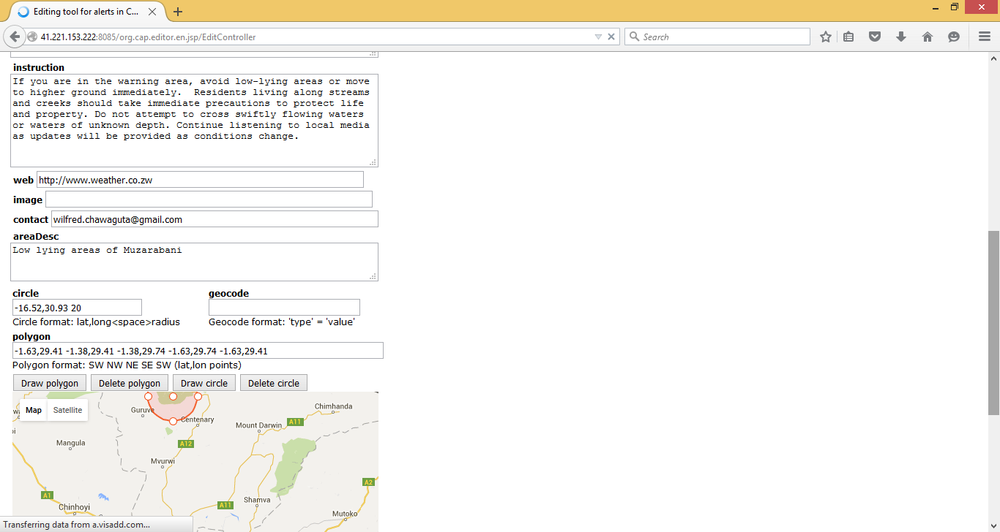 Editing tool for alerts in C...
41.221.153.222:8085/org.cap.editor.en.jsp/EditController
Search
instruction
If you are in the warning area, avoid low-lying areas or move
to higher ground immediately.  Residents living along streams
and creeks should take immediate precautions to protect life
and property. Do not attempt to cross swiftly flowing waters
or waters of unknown depth. Continue listening to local media
as updates will be provided as conditions change.
web http://www.weather.co.zw
image
contact wilfred.chawaguta@gmail.com
areaDesc
Low lying areas of Muzarabani
circle geocode
-16.52,30.93 20
Circle format: lat,long<space>radius Geocode format: 'type' = 'value'
polygon
-1.63,29.41 -1.38,29.41 -1.38,29.74 -1.63,29.74 -1.63,29.41
Polygon format: SW NW NE SE SW (lat,lon points)
Draw polygon Delete polygon Draw circle Delete circle
Map Satellite
Guruve
Chimhanda
Centenary
Mount Darwin
A11
Mangula
A12
Mvurwi
A2
A1
Shamva
A11
Chinhoyi
Mutoko
Transferring data from a.visadd.com...